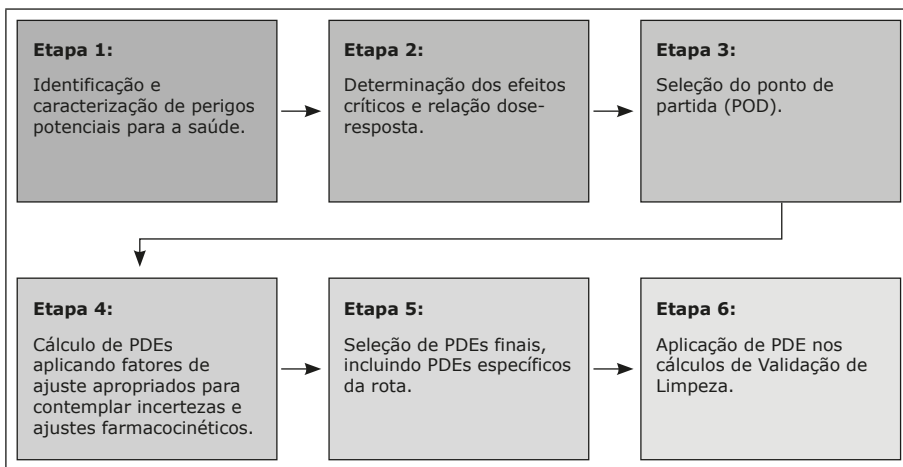 Etapa 1:
Identificação e
caracterização de perigos
potenciais para a saúde.
Etapa 2:
Determinação dos efeitos
críticos e relação dose-
resposta.
Etapa 3:
Seleção do ponto de
partida (POD).
Etapa 4:
Cálculo de PDEs
aplicando fatores de
ajuste apropriados para
contemplar incertezas e
ajustes farmacocinéticos.
Etapa 5:
Seleção de PDEs finais,
incluindo PDEs específicos
da rota.
Etapa 6:
Aplicação de PDE nos
cálculos de Validação de
Limpeza.